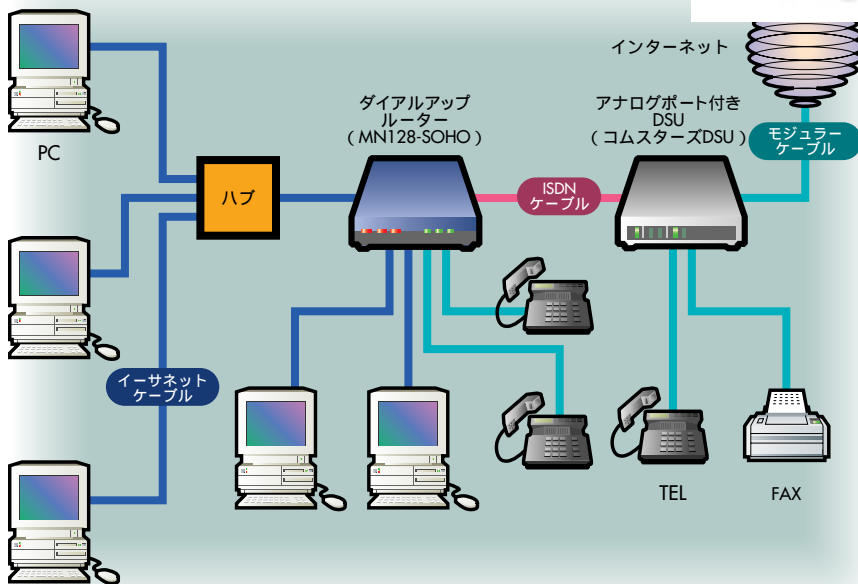 インターネット
ダイアルアップ
ルーター
(MN128-SOHO)
アナログポート付き
DSU
(コムスターズDSU)
モジュラー
ケーブル
PC
ハブ
ISDN
ケーブル
イーサネット
ケーブル
TEL
FAX